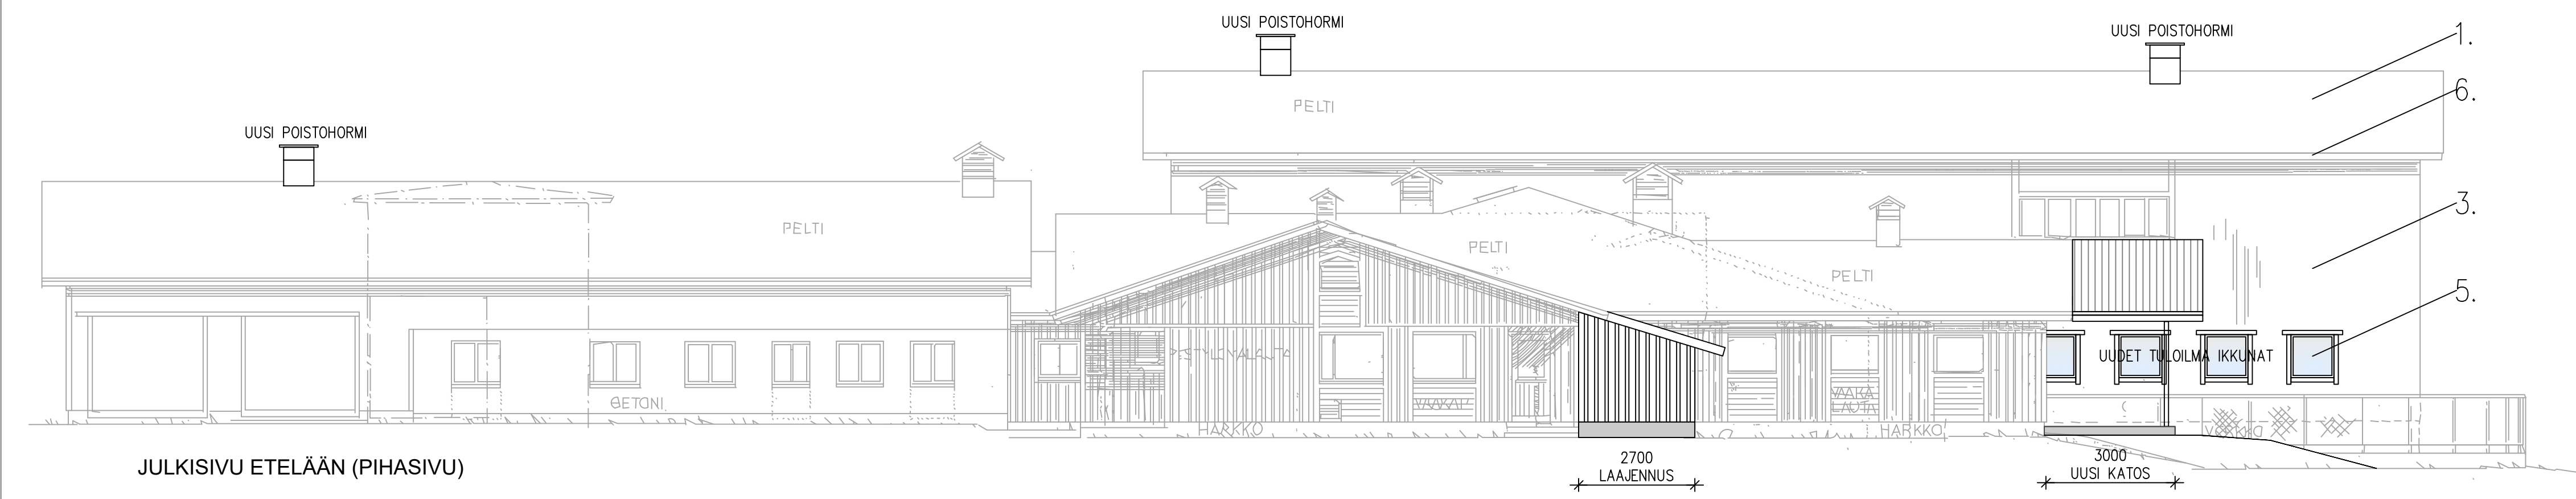 UUSI POISTOHORMI
UUSI POISTOHORMI
1.
6.
PELTI
UUSI POISTOHORMI
3.
PELTI
PELTI
PELTI
5.
UUDET TULOILMA IKKUNAT
VAAKA
LAUTA
BETONI
HARKKO
HARKKO
VERKKO
JULKISIVU ETELÄÄN (PIHASIVU)
2700
LAAJENNUS
3000
UUSI KATOS